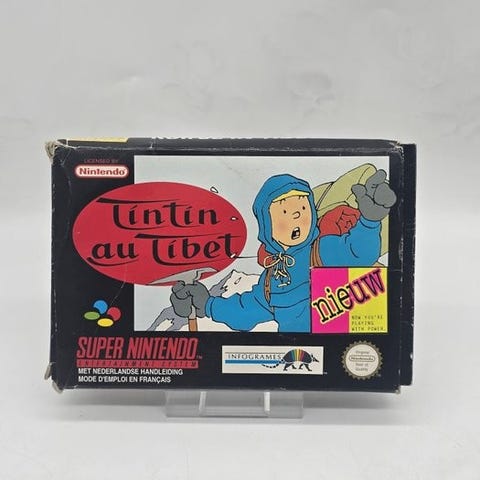 LICENSED BY
Nintendo
Tintin
au Tibet
nieuw
NOW YOU'RE
PLAYING
WITH POWER.
SUPER NINTENDO
ENTERTAINMENT SYSTEM
MET NEDERLANDSE HANDLEIDING
MODE D'EMPLOI EN FRANÇAIS
INFOGRAMES
Original
Nintendo
Seal of
Quality